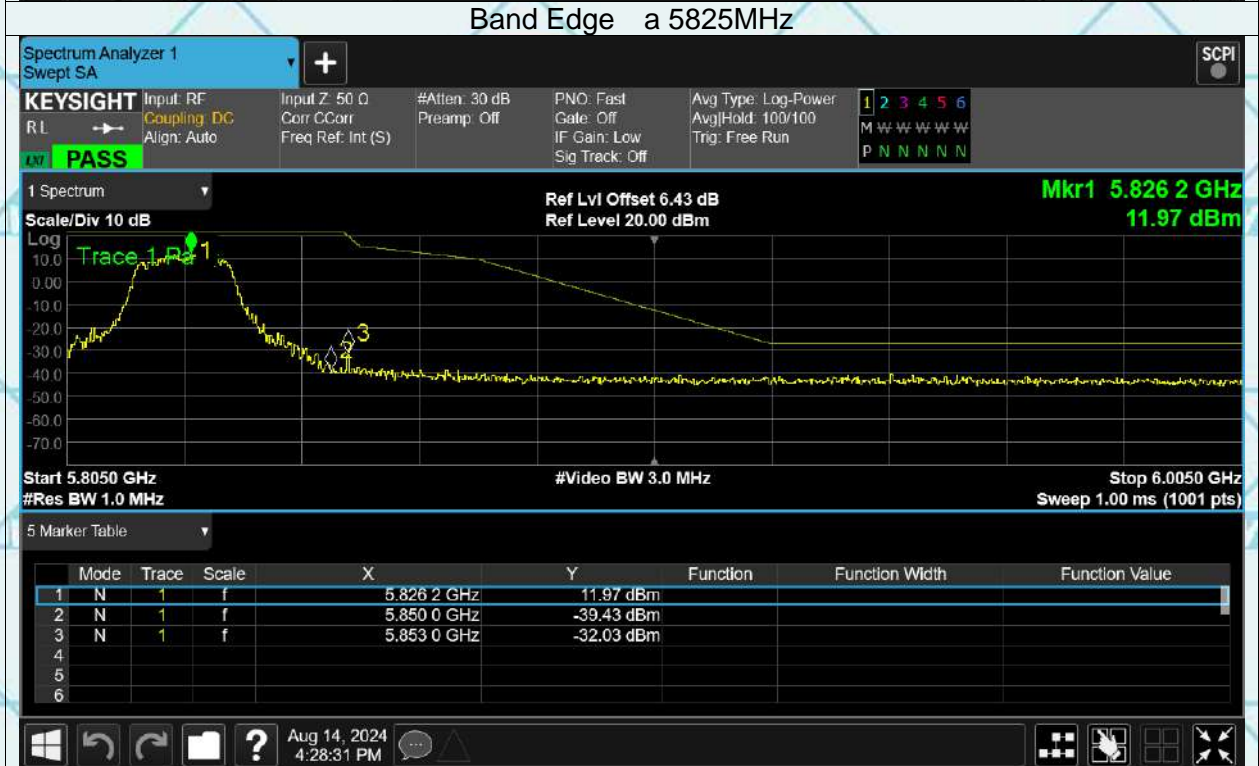 Band Edge a 5825MHz
Spectrum Analyzer 1
Swept SA
+
SCPI
KEYSIGHT
RL
LXI PASS
Input: RF
Coupling: DC
Align: Auto
Input Z: 50 Ω
Corr CCorr
Freq Ref: Int (S)
#Atten: 30 dB
Preamp: Off
PNO: Fast
Gate: Off
IF Gain: Low
Sig Track: Off
Avg Type: Log-Power
Avg|Hold: 100/100
Trig: Free Run
1 2 3 4 5 6
M W W W W W
P N N N N N
1 Spectrum
Scale/Div 10 dB
Ref Lvl Offset 6.43 dB
Ref Level 20.00 dBm
Mkr1 5.826 2 GHz
11.97 dBm
Log
Trace 1 Pa
1
2
3
10.0
0.00
-10.0
-20.0
-30.0
-40.0
-50.0
-60.0
-70.0
Start 5.8050 GHz #Video BW 3.0 MHz Stop 6.0050 GHz
#Res BW 1.0 MHz Sweep 1.00 ms (1001 pts)
5 Marker Table
Mode Trace Scale X Y Function Function Width Function Value
1 N 1 f 5.826 2 GHz 11.97 dBm
2 N 1 f 5.850 0 GHz -39.43 dBm
3 N 1 f 5.853 0 GHz -32.03 dBm
4
5
6
?
Aug 14, 2024
4:28:31 PM